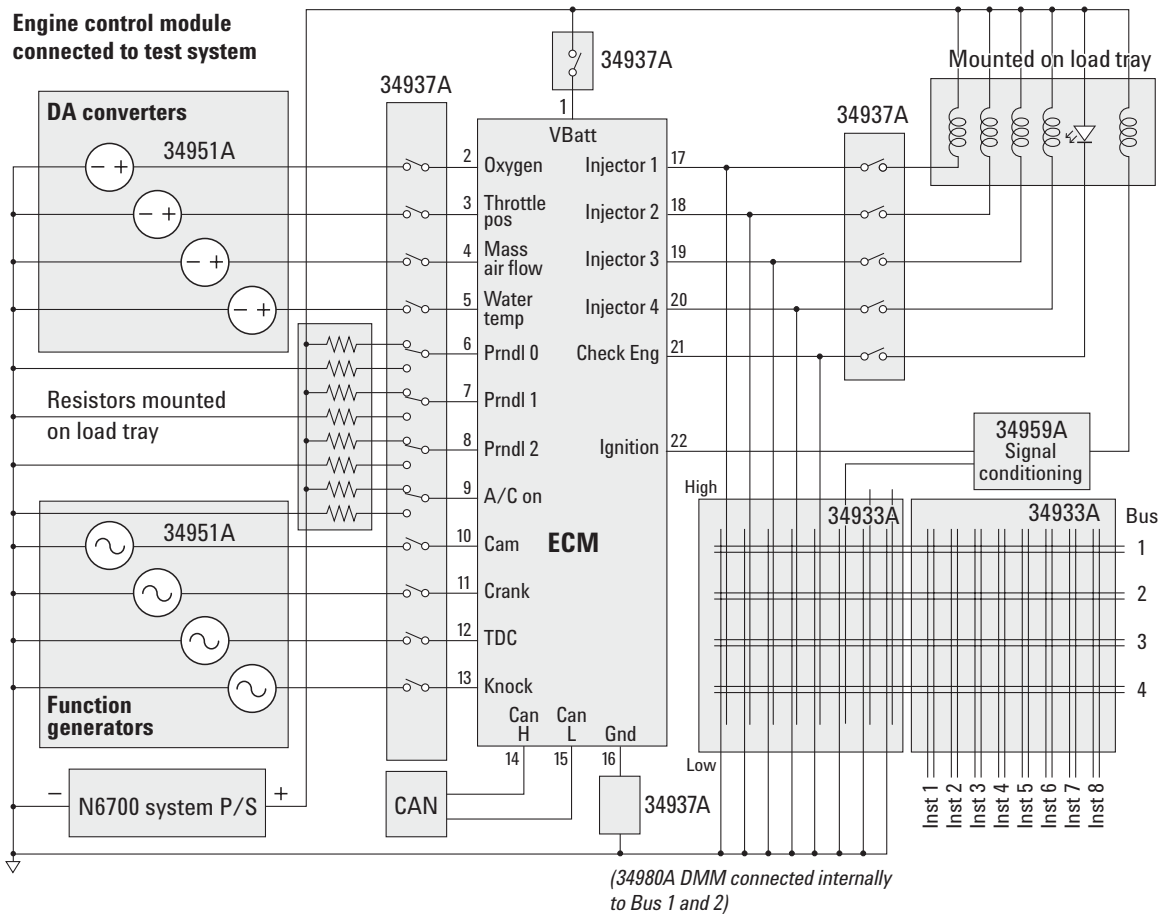 Engine control module
connected to test system
34937A
Mounted on load tray
34937A
34937A
DA converters
34951A
1
VBatt
2
Oxygen
Injector 1
17
3
Throttle
pos
Injector 2
18
4
Mass
air flow
Injector 3
19
5
Water
temp
Injector 4
20
6
Prndl 0
Check Eng
21
7
Prndl 1
Resistors mounted
on load tray
8
Prndl 2
Ignition
22
34959A
Signal
conditioning
9
A/C on
High
34933A
34933A
Bus
34951A
10
Cam
ECM
1
11
Crank
2
12
TDC
3
13
Knock
4
Function
generators
Can
H
Can
L
Gnd
14
15
16
Low
– N6700 system P/S +
CAN
34937A
Inst 1
Inst 2
Inst 3
Inst 4
Inst 5
Inst 6
Inst 7
Inst 8
(34980A DMM connected internally
to Bus 1 and 2)